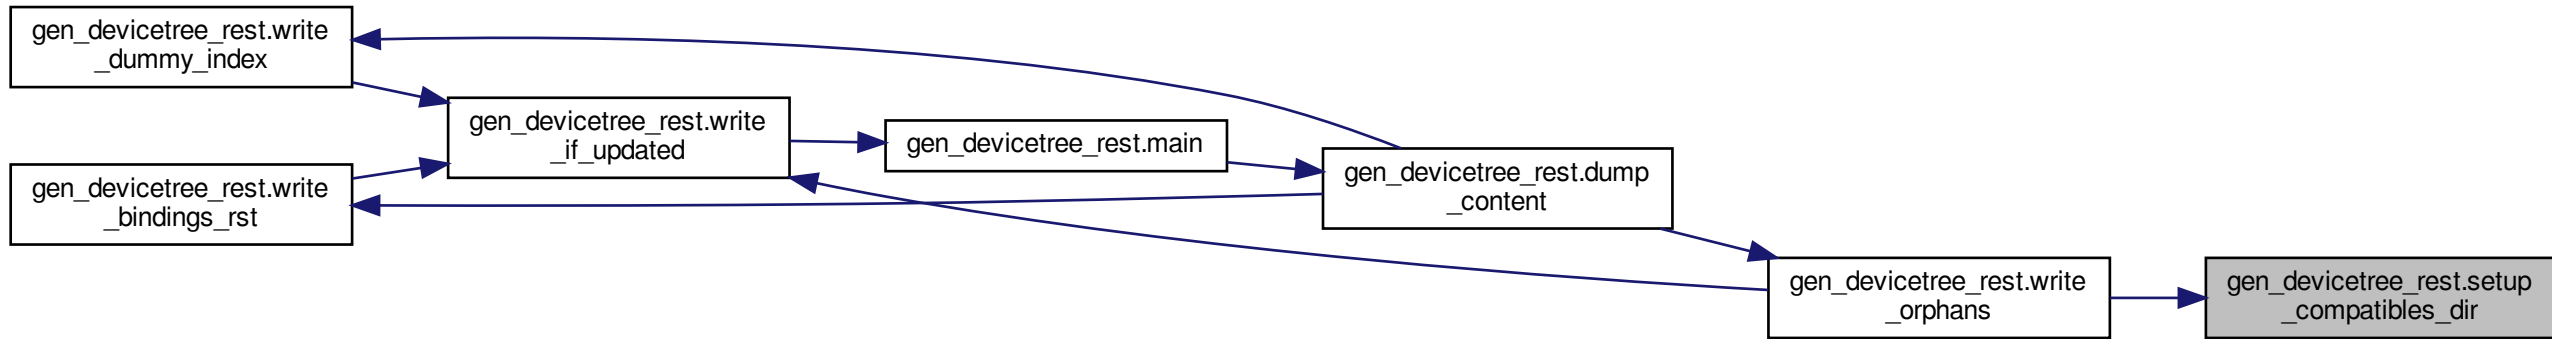 gen_devicetree_rest.write
_dummy_index
gen_devicetree_rest.write
_if_updated
gen_devicetree_rest.main
gen_devicetree_rest.dump
_content
gen_devicetree_rest.write
_bindings_rst
gen_devicetree_rest.write
_orphans
gen_devicetree_rest.setup
_compatibles_dir